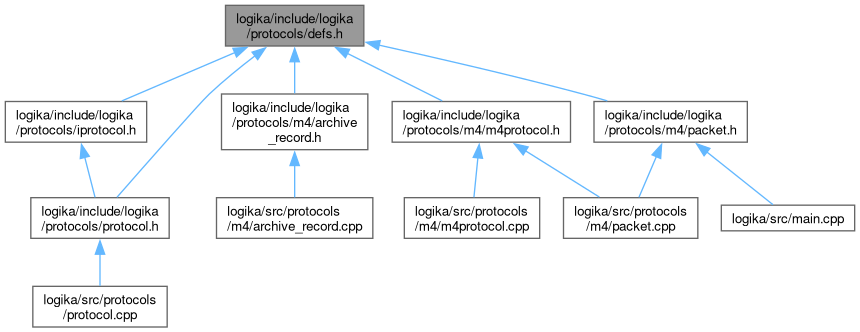 logika/include/logika
/protocols/defs.h
logika/include/logika
/protocols/iprotocol.h
logika/include/logika
/protocols/m4/archive
_record.h
logika/include/logika
/protocols/m4/m4protocol.h
logika/include/logika
/protocols/m4/packet.h
logika/include/logika
/protocols/protocol.h
logika/src/protocols
/m4/archive_record.cpp
logika/src/protocols
/m4/m4protocol.cpp
logika/src/protocols
/m4/packet.cpp
logika/src/main.cpp
logika/src/protocols
/protocol.cpp